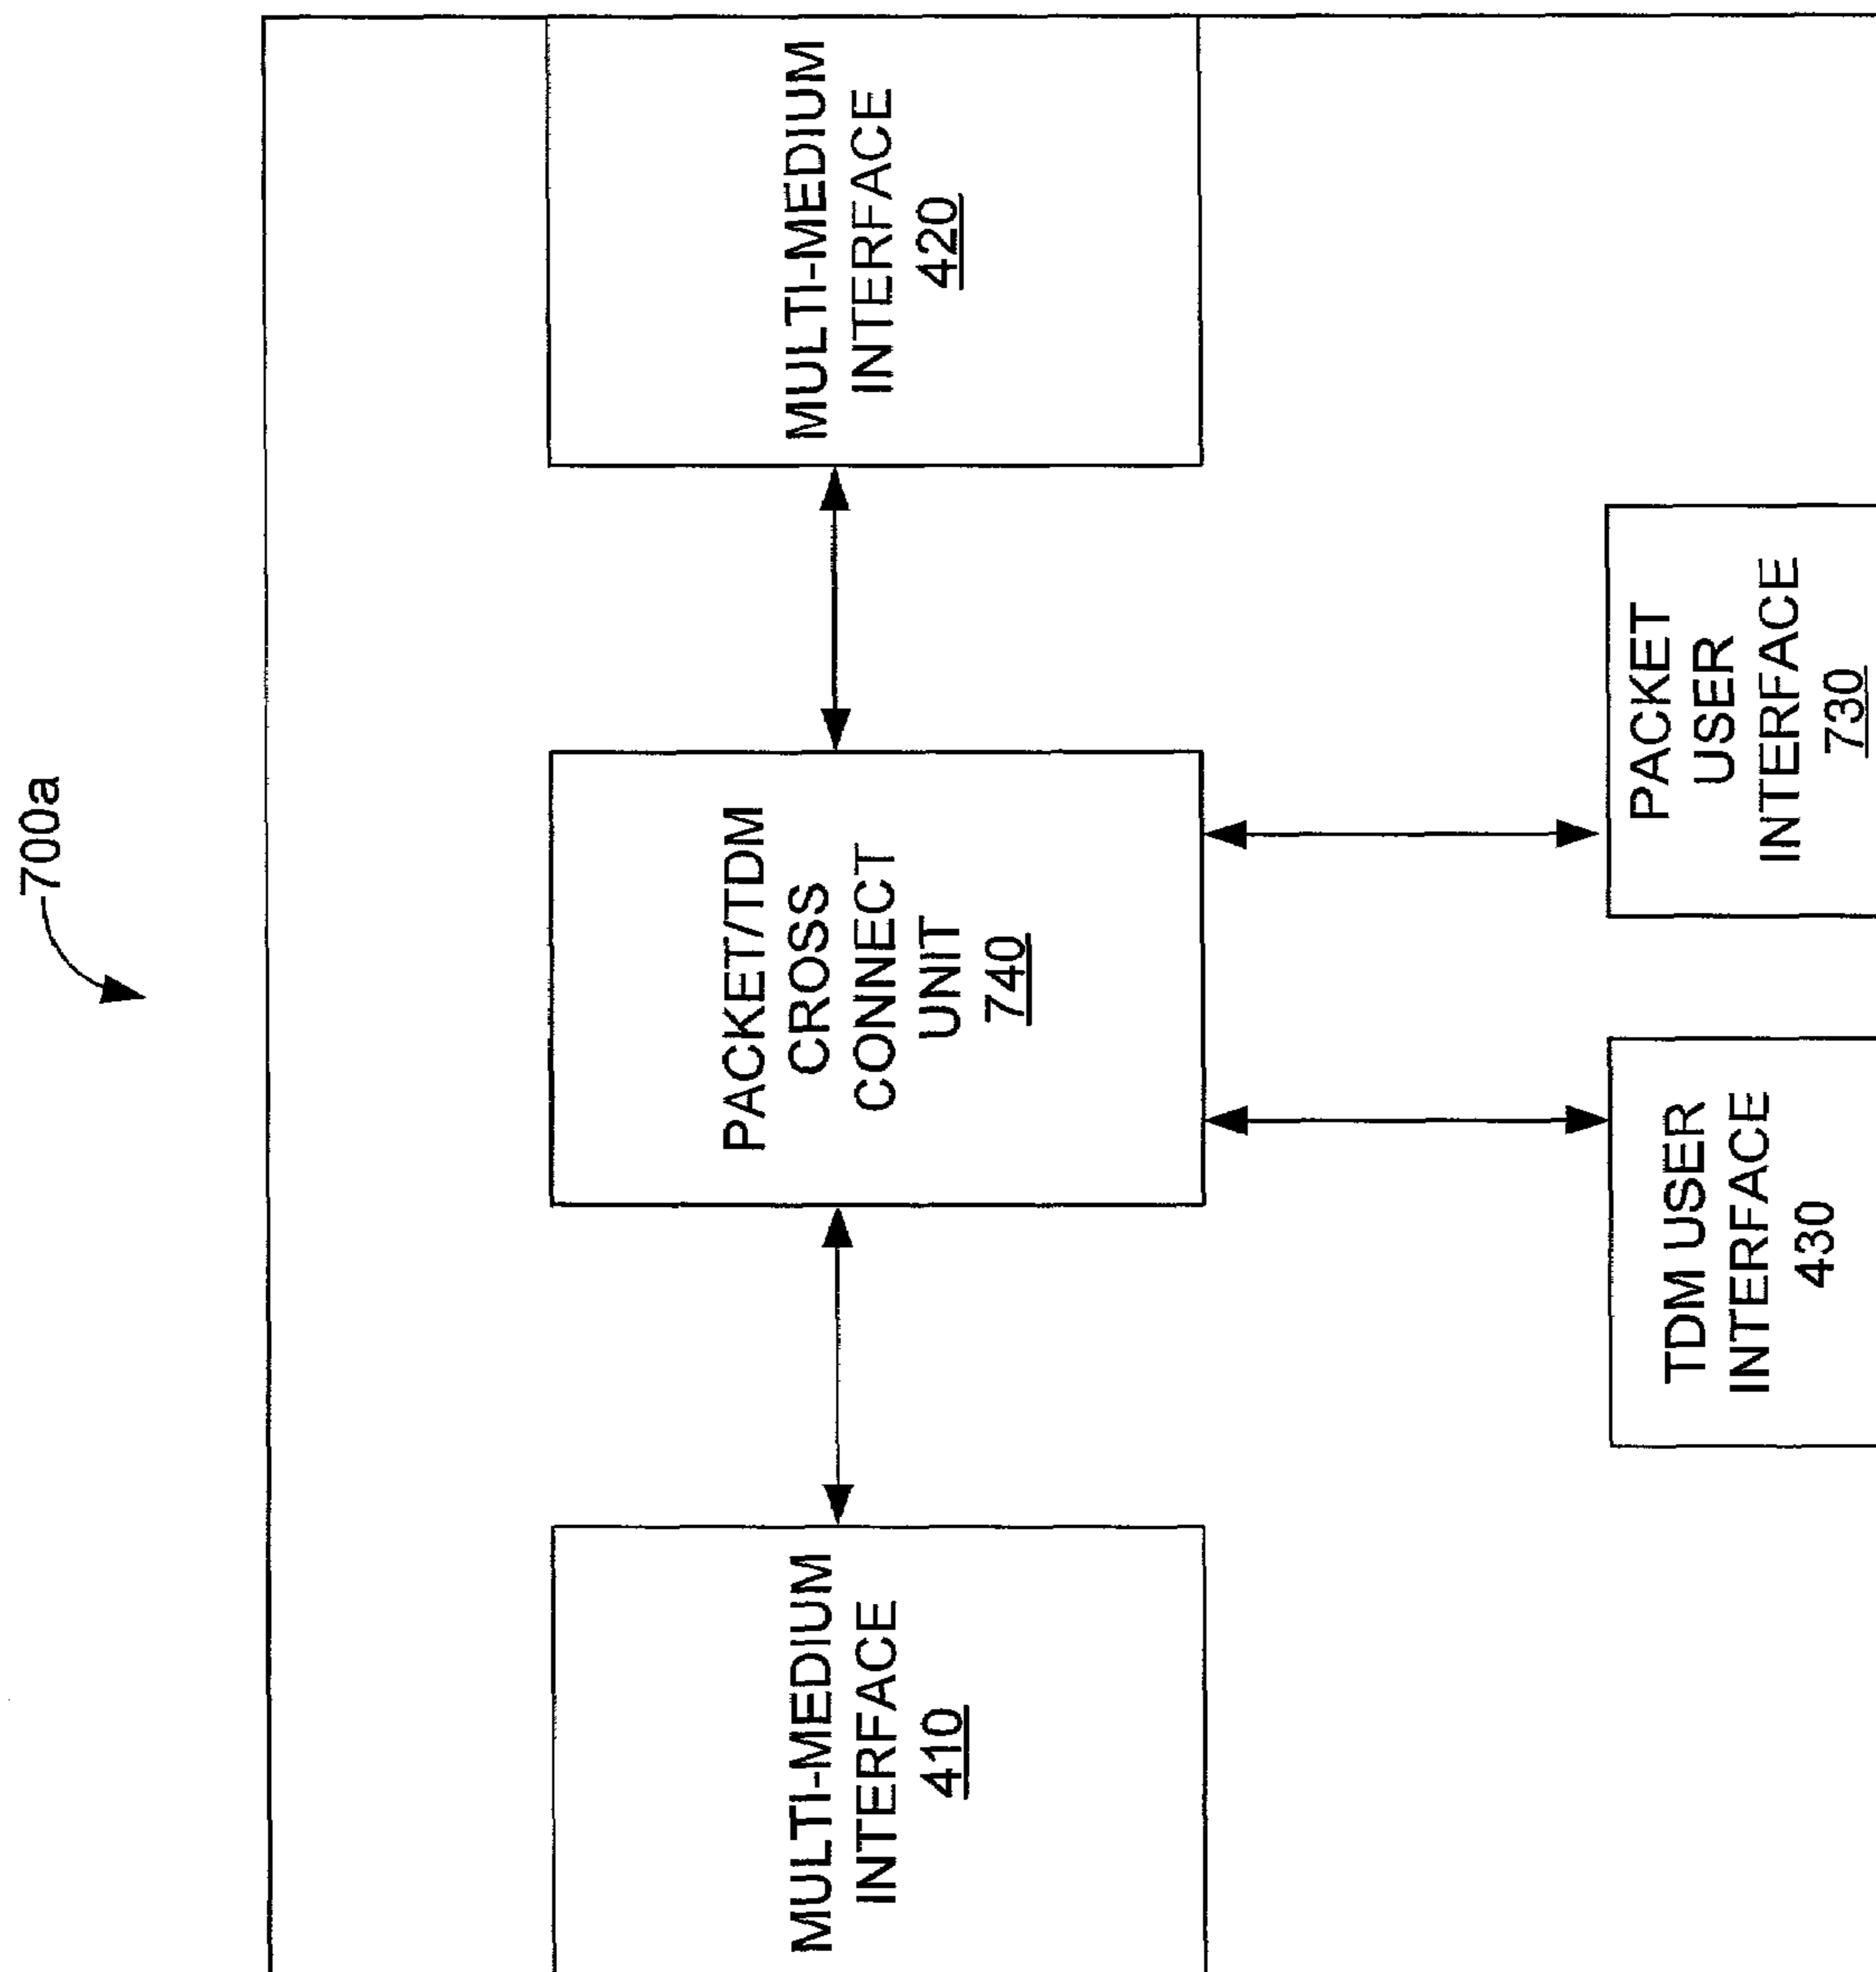 700a
MULTI-MEDIUM
INTERFACE
410
PACKET/TDM
CROSS
CONNECT
UNIT
740
MULTI-MEDIUM
INTERFACE
420
TDM USER
INTERFACE
430
PACKET
USER
INTERFACE
730